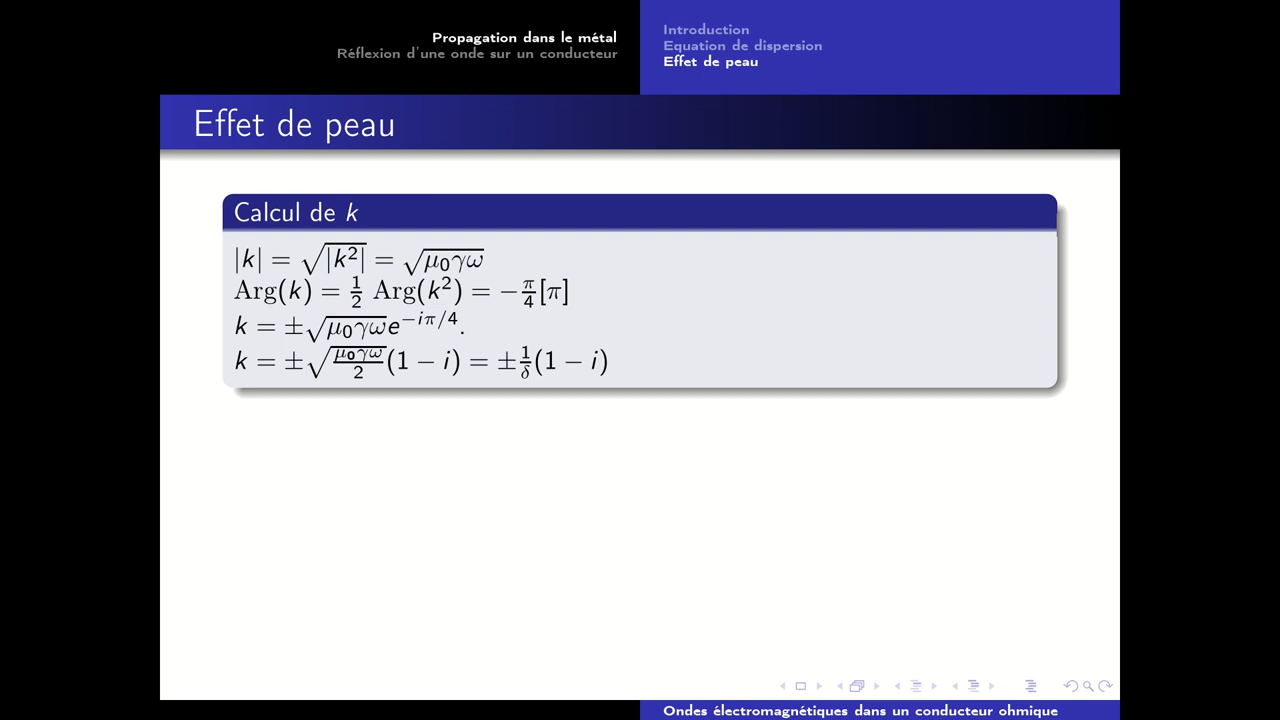 Propagation dans le métal
Réflexion d'une onde sur un conducteur
Introduction
Equation de dispersion
Effet de peau
Effet de peau
Calcul de k
|k| = √|k²| = √μ₀γω
Arg(k) = 1/2 Arg(k²) = −π/4[π]
k = ±√μ₀γω e^{−iπ/4}.
k = ±√(μ₀γω/2)(1 − i) = ±1/δ(1 − i)
Ondes électromagnétiques dans un conducteur ohmique